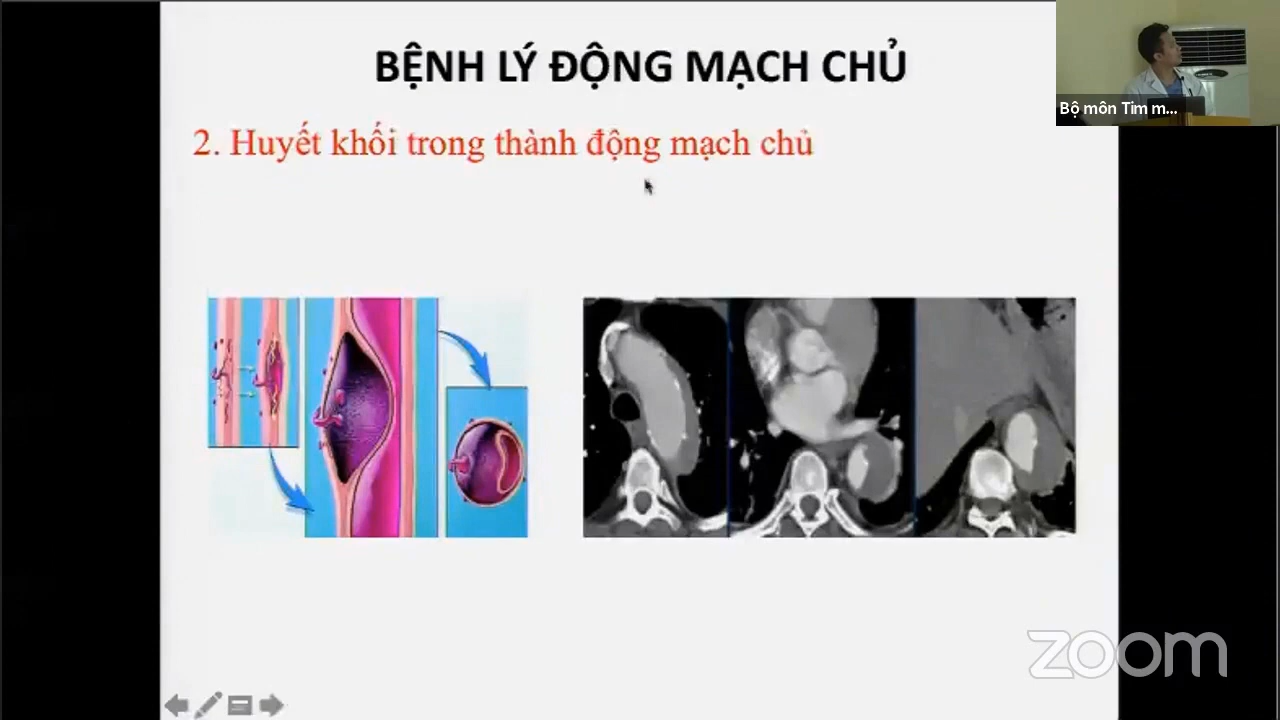 BỆNH LÝ ĐỘNG MẠCH CHỦ
2. Huyết khối trong thành động mạch chủ
Bộ môn Tim m...
zoom